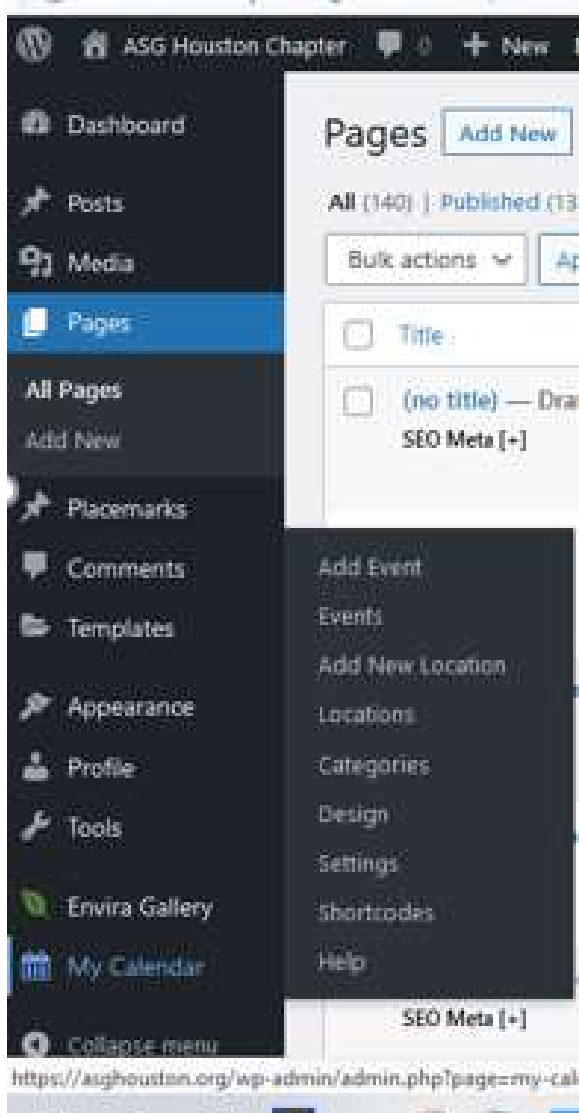 ASG Houston Chapter 0 + New
Dashboard
Posts
Media
Pages
All Pages
Add New
Placemarks
Comments
Templates
Appearance
Profile
Tools
Envira Gallery
My Calendar
Collapse menu
Pages Add New
All (140) | Published (13
Bulk actions Ap
Title
(no title) — Dra
SEO Meta [+]
Add Event
Events
Add New Location
Locations
Categories
Design
Settings
Shortcodes
Help
SEO Meta [+]
https://asghouston.org/wp-admin/admin.php?page=my-cal